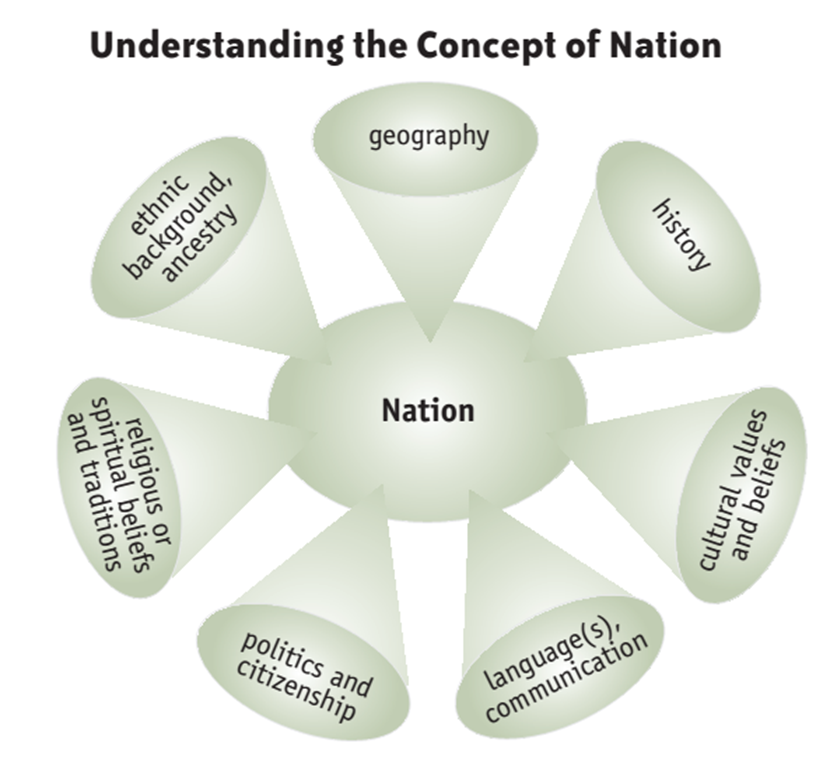 Understanding the Concept of Nation
geography
history
cultural values
and beliefs
language(s),
communication
politics and
citizenship
religious or
spiritual beliefs
and traditions
ethnic
background,
ancestry
Nation